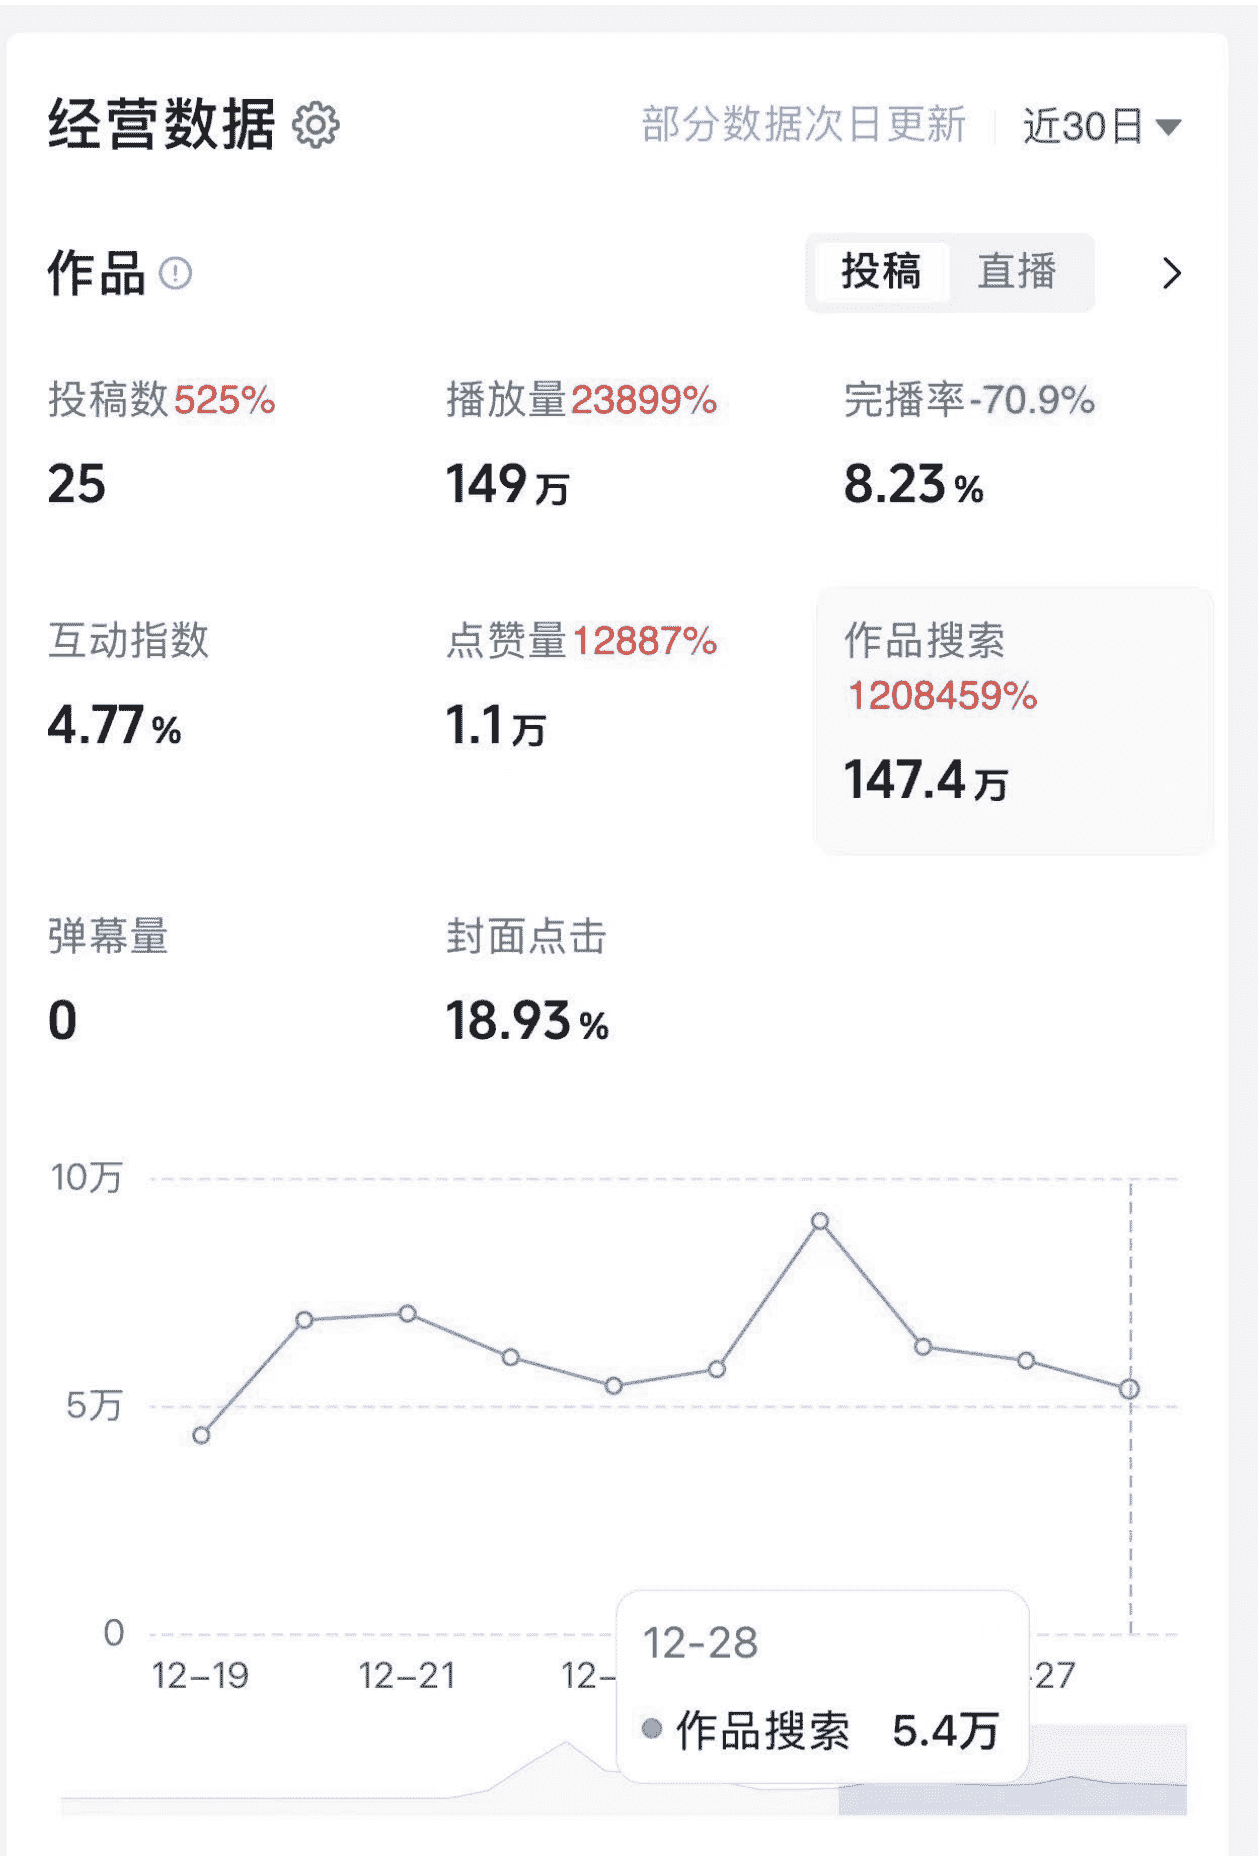 经营数据 部分数据次日更新 近30日
作品 投稿 直播
投稿数525% 播放量23899% 完播率-70.9%
25 149万 8.23%
互动指数 点赞量12887% 作品搜索
1208459%
4.77% 1.1万 147.4万
弹幕量 封面点击
0 18.93%
10万
5万
0
12-19 12-21 12- -27
12-28
作品搜索 5.4万